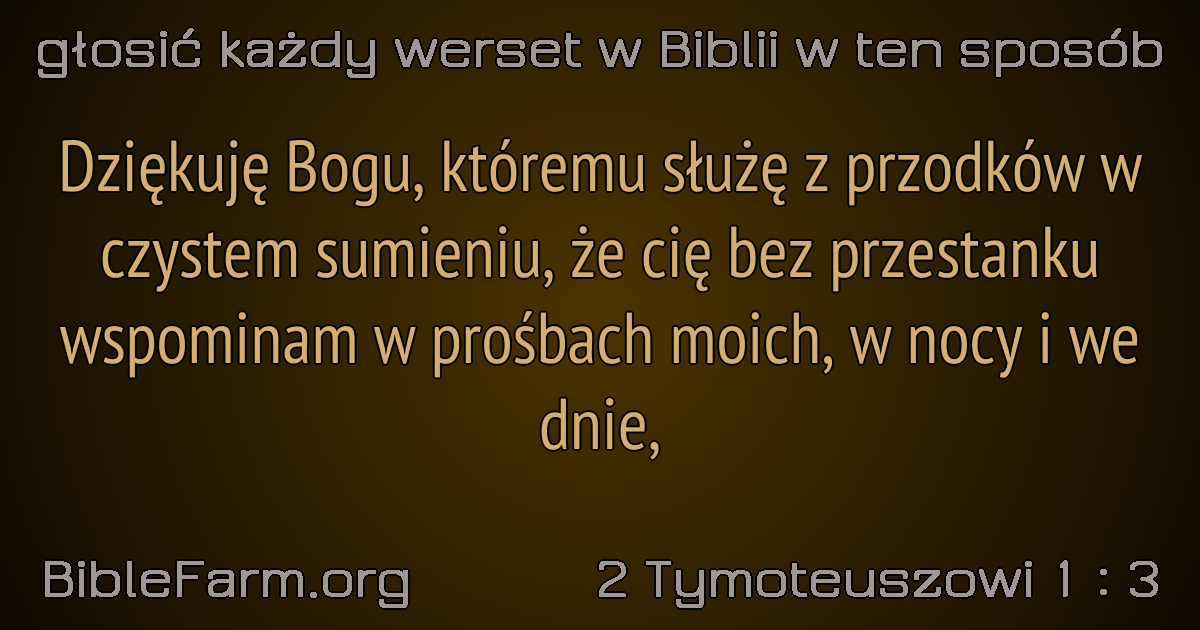 głosić każdy werset w Biblii w ten sposób
Dziękuję Bogu, któremu służę z przodków w
czystem sumieniu, że cię bez przestanku
wspominam w prośbach moich, w nocy i we
dnie,
BibleFarm.org
2 Tymoteuszowi 1 : 3